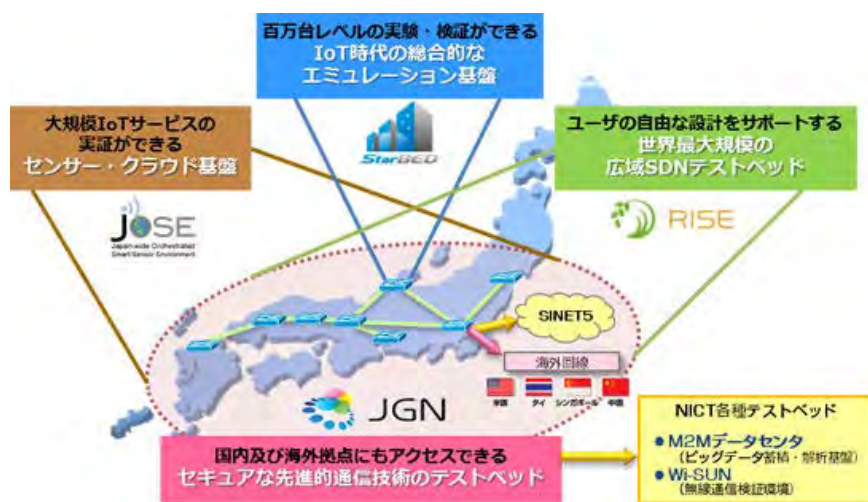 百万台レベルの実験・検証ができる
IoT時代の総合的な
エミュレーション基盤
大規模IoTサービスの
実証ができる
センサー・クラウド基盤
ユーザの自由な設計をサポートする
世界最大規模の
広域SDNテストベッド
StarBED
JOSE
Japan-wide Orchestrated
Smart/Sensor Environment
RISE
SINET5
海外回線
米国 タイ シンガポール 中国
JGN
国内及び海外拠点にもアクセスできる
セキュアな先進的通信技術のテストベッド
NICT各種テストベッド
● M2Mデータセンタ
(ビッグデータ蓄積・解析基盤)
● Wi-SUN
(無線通信検証環境)